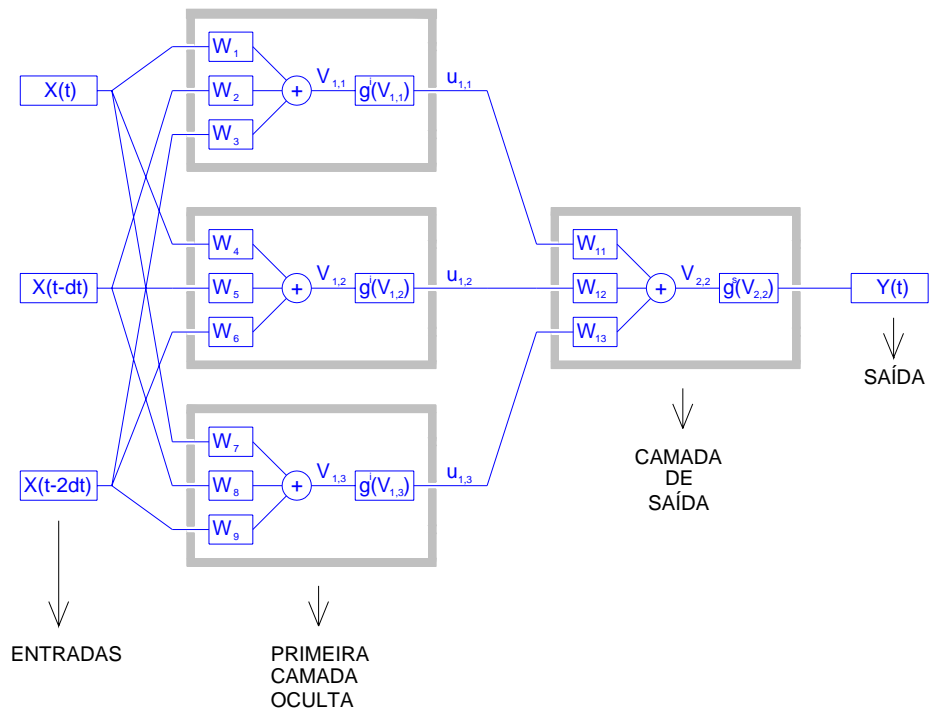 W₁
X(t)
W₂
+
V₁,₁
gⁱ(V₁,₁)
u₁,₁
W₃
W₄
X(t-dt)
W₅
+
V₁,₂
gⁱ(V₁,₂)
u₁,₂
W₆
W₁₁
W₁₂
+
V₂,₂
gˢ(V₂,₂)
Y(t)
W₁₃
SAÍDA
W₇
X(t-2dt)
W₈
+
V₁,₃
gⁱ(V₁,₃)
u₁,₃
W₉
CAMADA
DE
SAÍDA
ENTRADAS
PRIMEIRA
CAMADA
OCULTA